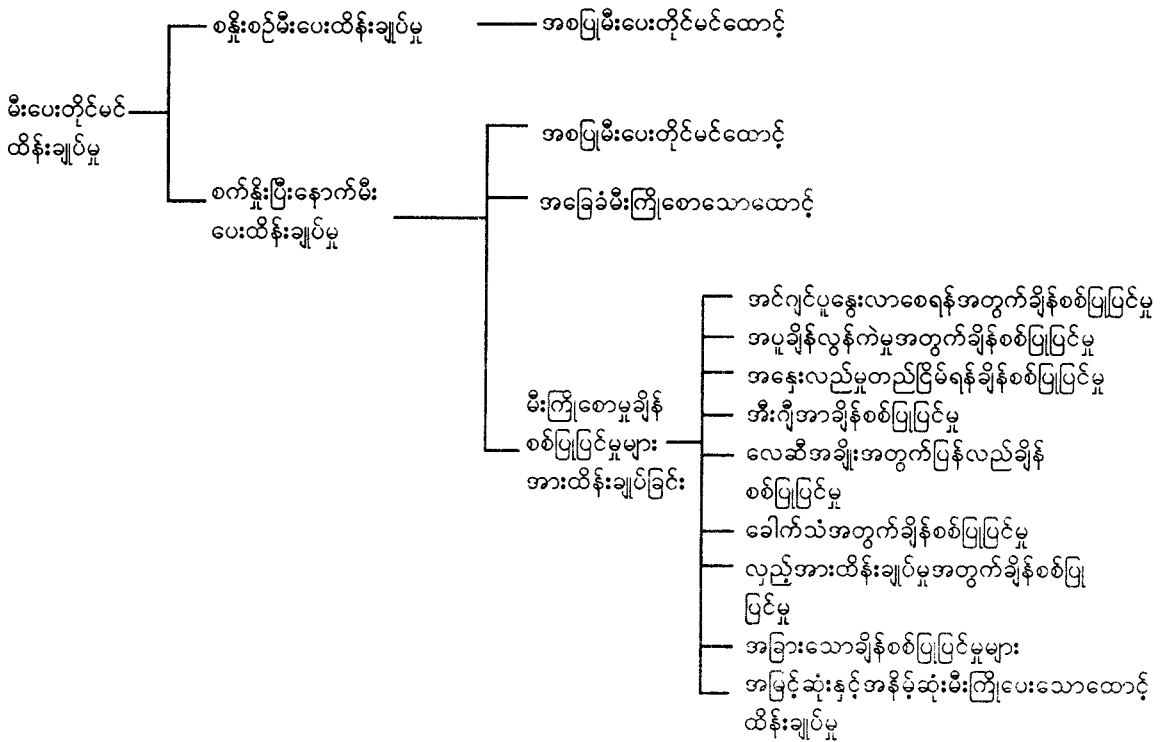 စနှိုးစဉ်မီးပေးထိန်းချုပ်မှု
အစပြုမီးပေးတိုင်မင်ထောင့်
မီးပေးတိုင်မင်
ထိန်းချုပ်မှု
စက်နှိုးပြီးနောက်မီး
ပေးထိန်းချုပ်မှု
အစပြုမီးပေးတိုင်မင်ထောင့်
အခြေခံမီးကြိုစောသောထောင့်
မီးကြိုစောမှုချိန်
စစ်ပြုပြင်မှုများ
အားထိန်းချုပ်ခြင်း
အင်ဂျင်ပူနွေးလာစေရန်အတွက်ချိန်စစ်ပြုပြင်မှု
အပူချိန်လွန်ကဲမှုအတွက်ချိန်စစ်ပြုပြင်မှု
အနှေးလည်မှုတည်ငြိမ်ရန်ချိန်စစ်ပြုပြင်မှု
အီးဂျီအာချိန်စစ်ပြုပြင်မှု
လေဆီအချိုးအတွက်ပြန်လည်ချိန်
စစ်ပြုပြင်မှု
ခေါက်သံအတွက်ချိန်စစ်ပြုပြင်မှု
လှည့်အားထိန်းချုပ်မှုအတွက်ချိန်စစ်ပြု
ပြင်မှု
အခြားသောချိန်စစ်ပြုပြင်မှုများ
အမြင့်ဆုံးနှင့်အနိမ့်ဆုံးမီးကြိုပေးသောထောင့်
ထိန်းချုပ်မှု